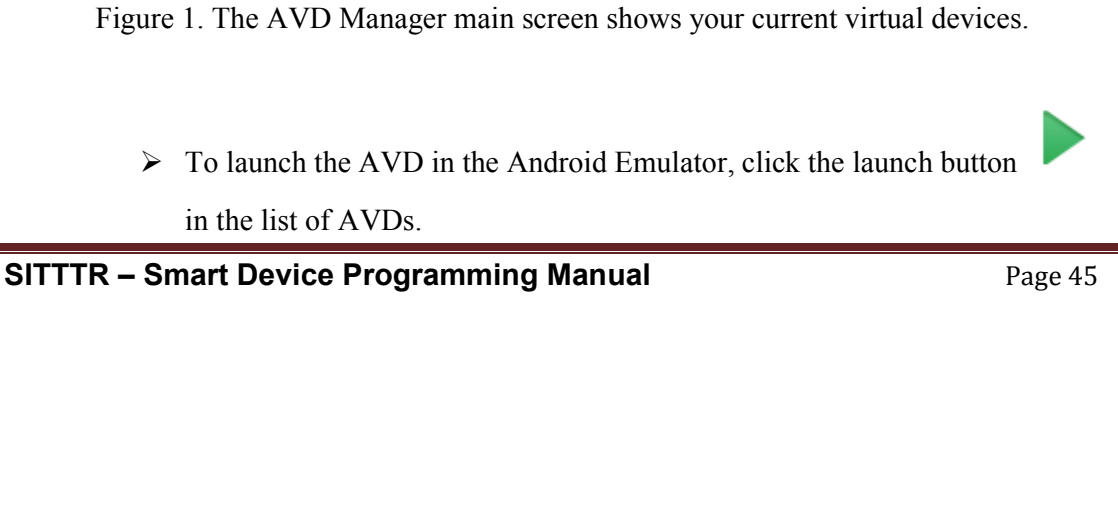 Figure 1. The AVD Manager main screen shows your current virtual devices.
➢ To launch the AVD in the Android Emulator, click the launch button
in the list of AVDs.
SITTTR – Smart Device Programming Manual Page 45